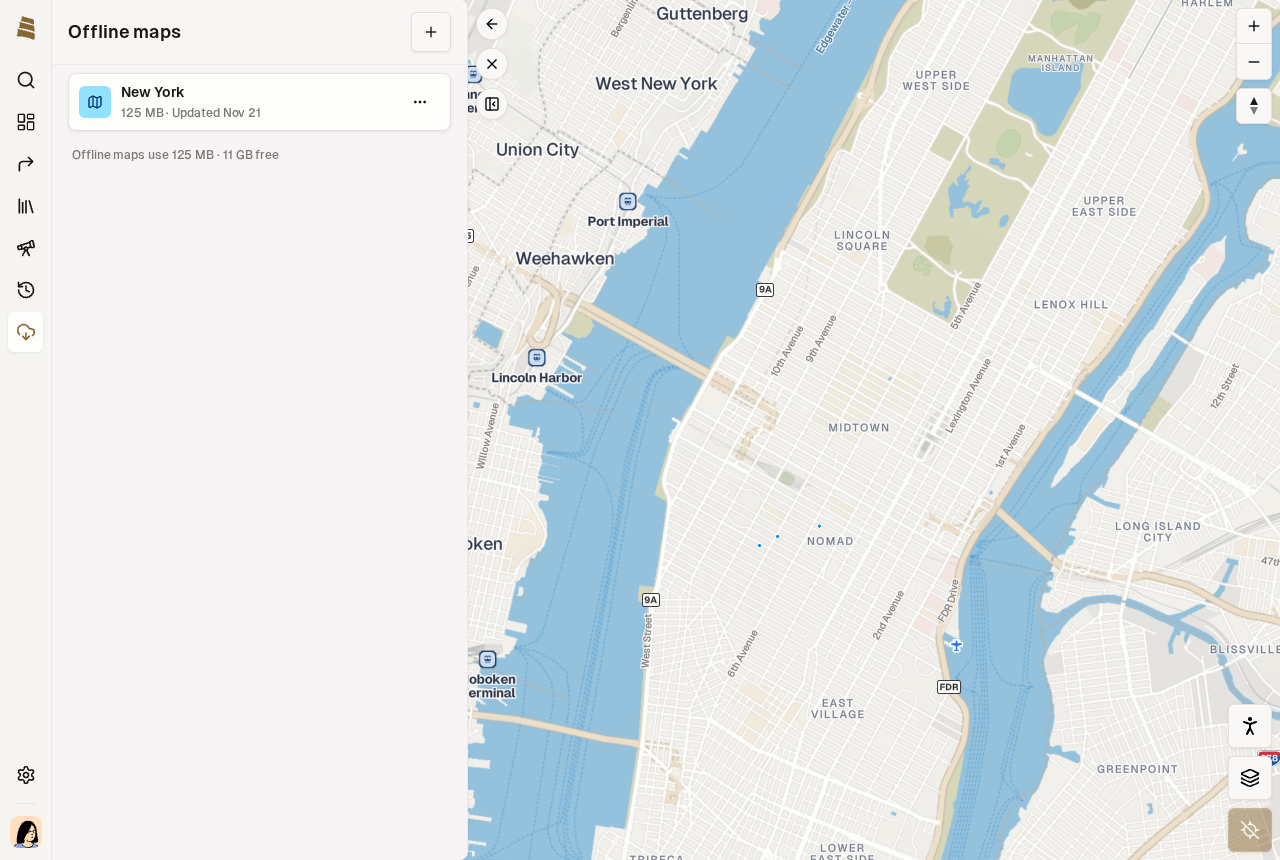 Offline maps
New York
125 MB · Updated Nov 21
Offline maps use 125 MB · 11 GB free
Guttenberg
Edgewater
HARLEM
West New York
UPPER
WEST SIDE
MANHATTAN
ISLAND
Union City
Port Imperial
UPPER
EAST SIDE
LINCOLN
SQUARE
Weehawken
9A
5th Avenue
LENOX HILL
10th Avenue
9th Avenue
Lincoln Harbor
Lexington Avenue
12th Street
Willow Avenue
MIDTOWN
1st Avenue
LONG ISLAND
CITY
NOMAD
oken
47th
9A
FDR Drive
2nd Avenue
West Street
6th Avenue
BLISSVILLE
oboken
erminal
FDR
EAST
VILLAGE
GREENPOINT
TRIBECA
LOWER
EAST SIDE